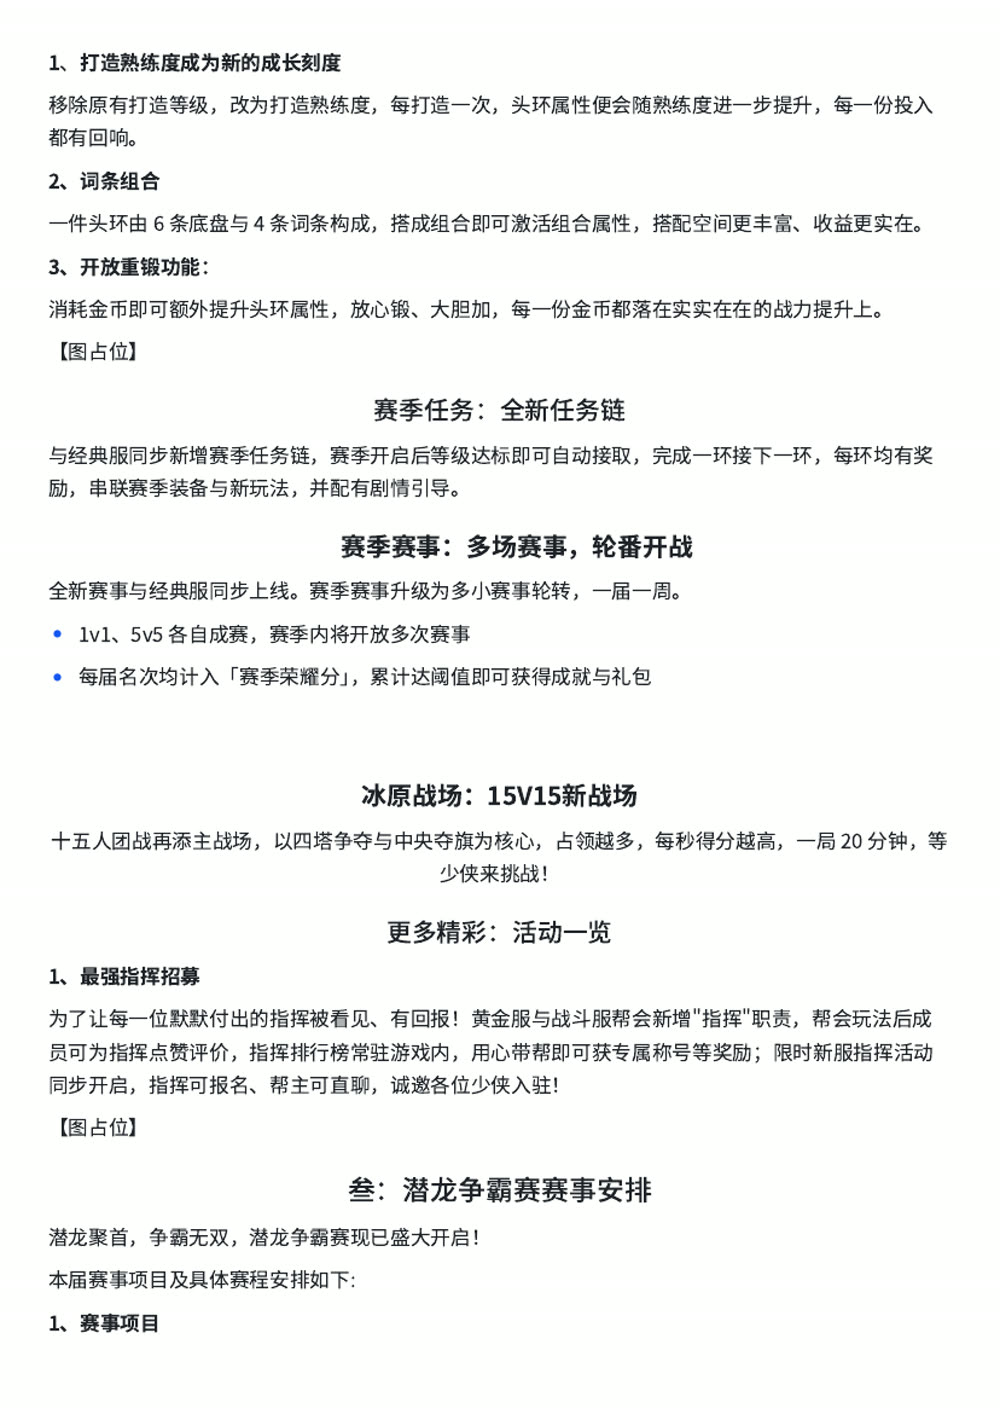 1、打造熟练度成为新的成长刻度
移除原有打造等级，改为打造熟练度，每打造一次，头环属性便会随熟练度进一步提升，每一份投入
都有回响。
2、词条组合
一件头环由 6 条底盘与 4 条词条构成，搭成组合即可激活组合属性，搭配空间更丰富、收益更实在。
3、开放重锻功能：
消耗金币即可额外提升头环属性，放心锻、大胆加，每一份金币都落在实实在在的战力提升上。
【图占位】
赛季任务：全新任务链
与经典服同步新增赛季任务链，赛季开启后等级达标即可自动接取，完成一环接下一环，每环均有奖
励，串联赛季装备与新玩法，并配有剧情引导。
赛季赛事：多场赛事，轮番开战
全新赛事与经典服同步上线。赛季赛事升级为多小赛事轮转，一届一周。
• 1v1、5v5 各自成赛，赛季内将开放多次赛事
• 每届名次均计入「赛季荣耀分」，累计达阈值即可获得成就与礼包
冰原战场：15V15新战场
十五人团战再添主战场，以四塔争夺与中央夺旗为核心，占领越多，每秒得分越高，一局 20 分钟，等
少侠来挑战！
更多精彩：活动一览
1、最强指挥招募
为了让每一位默默付出的指挥被看见、有回报！黄金服与战斗服帮会新增"指挥"职责，帮会玩法后成
员可为指挥点赞评价，指挥排行榜常驻游戏内，用心带帮即可获专属称号等奖励；限时新服指挥活动
同步开启，指挥可报名、帮主可直聊，诚邀各位少侠入驻！
【图占位】
叁：潜龙争霸赛赛事安排
潜龙聚首，争霸无双，潜龙争霸赛现已盛大开启！
本届赛事项目及具体赛程安排如下:
1、赛事项目